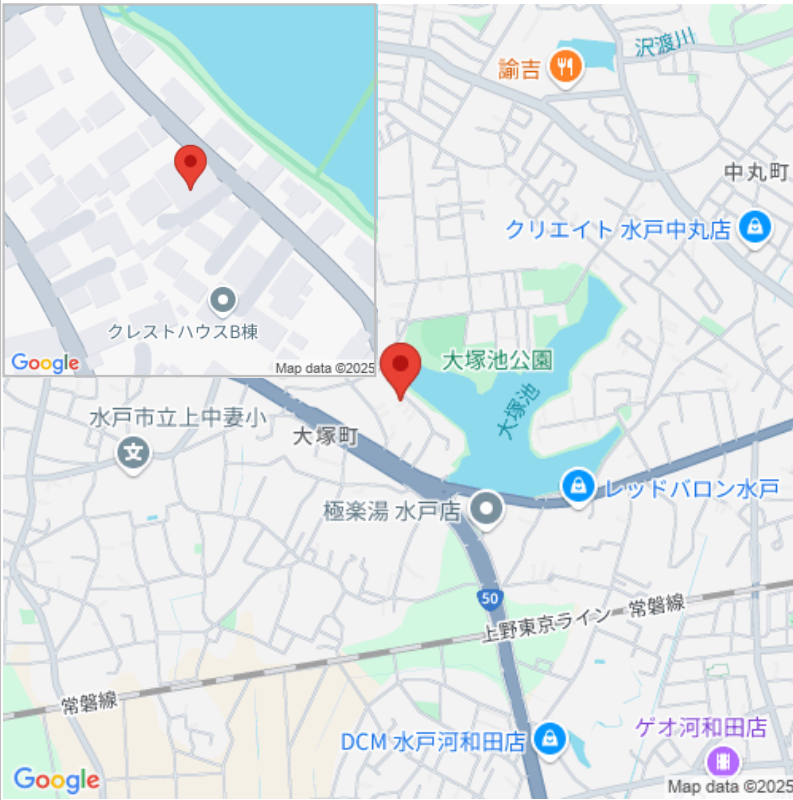 沢渡川
諭吉
中丸町
クリエイト 水戸中丸店
クレストハウスB棟
Google
Map data ©2025
大塚池公園
大塚池
水戸市立上中妻小
文
大塚町
レッドバロン水戸
極楽湯 水戸店
50
上野東京ライン
常磐線
常磐線
ゲオ河和田店
DCM 水戸河和田店
Google
Map data ©2025